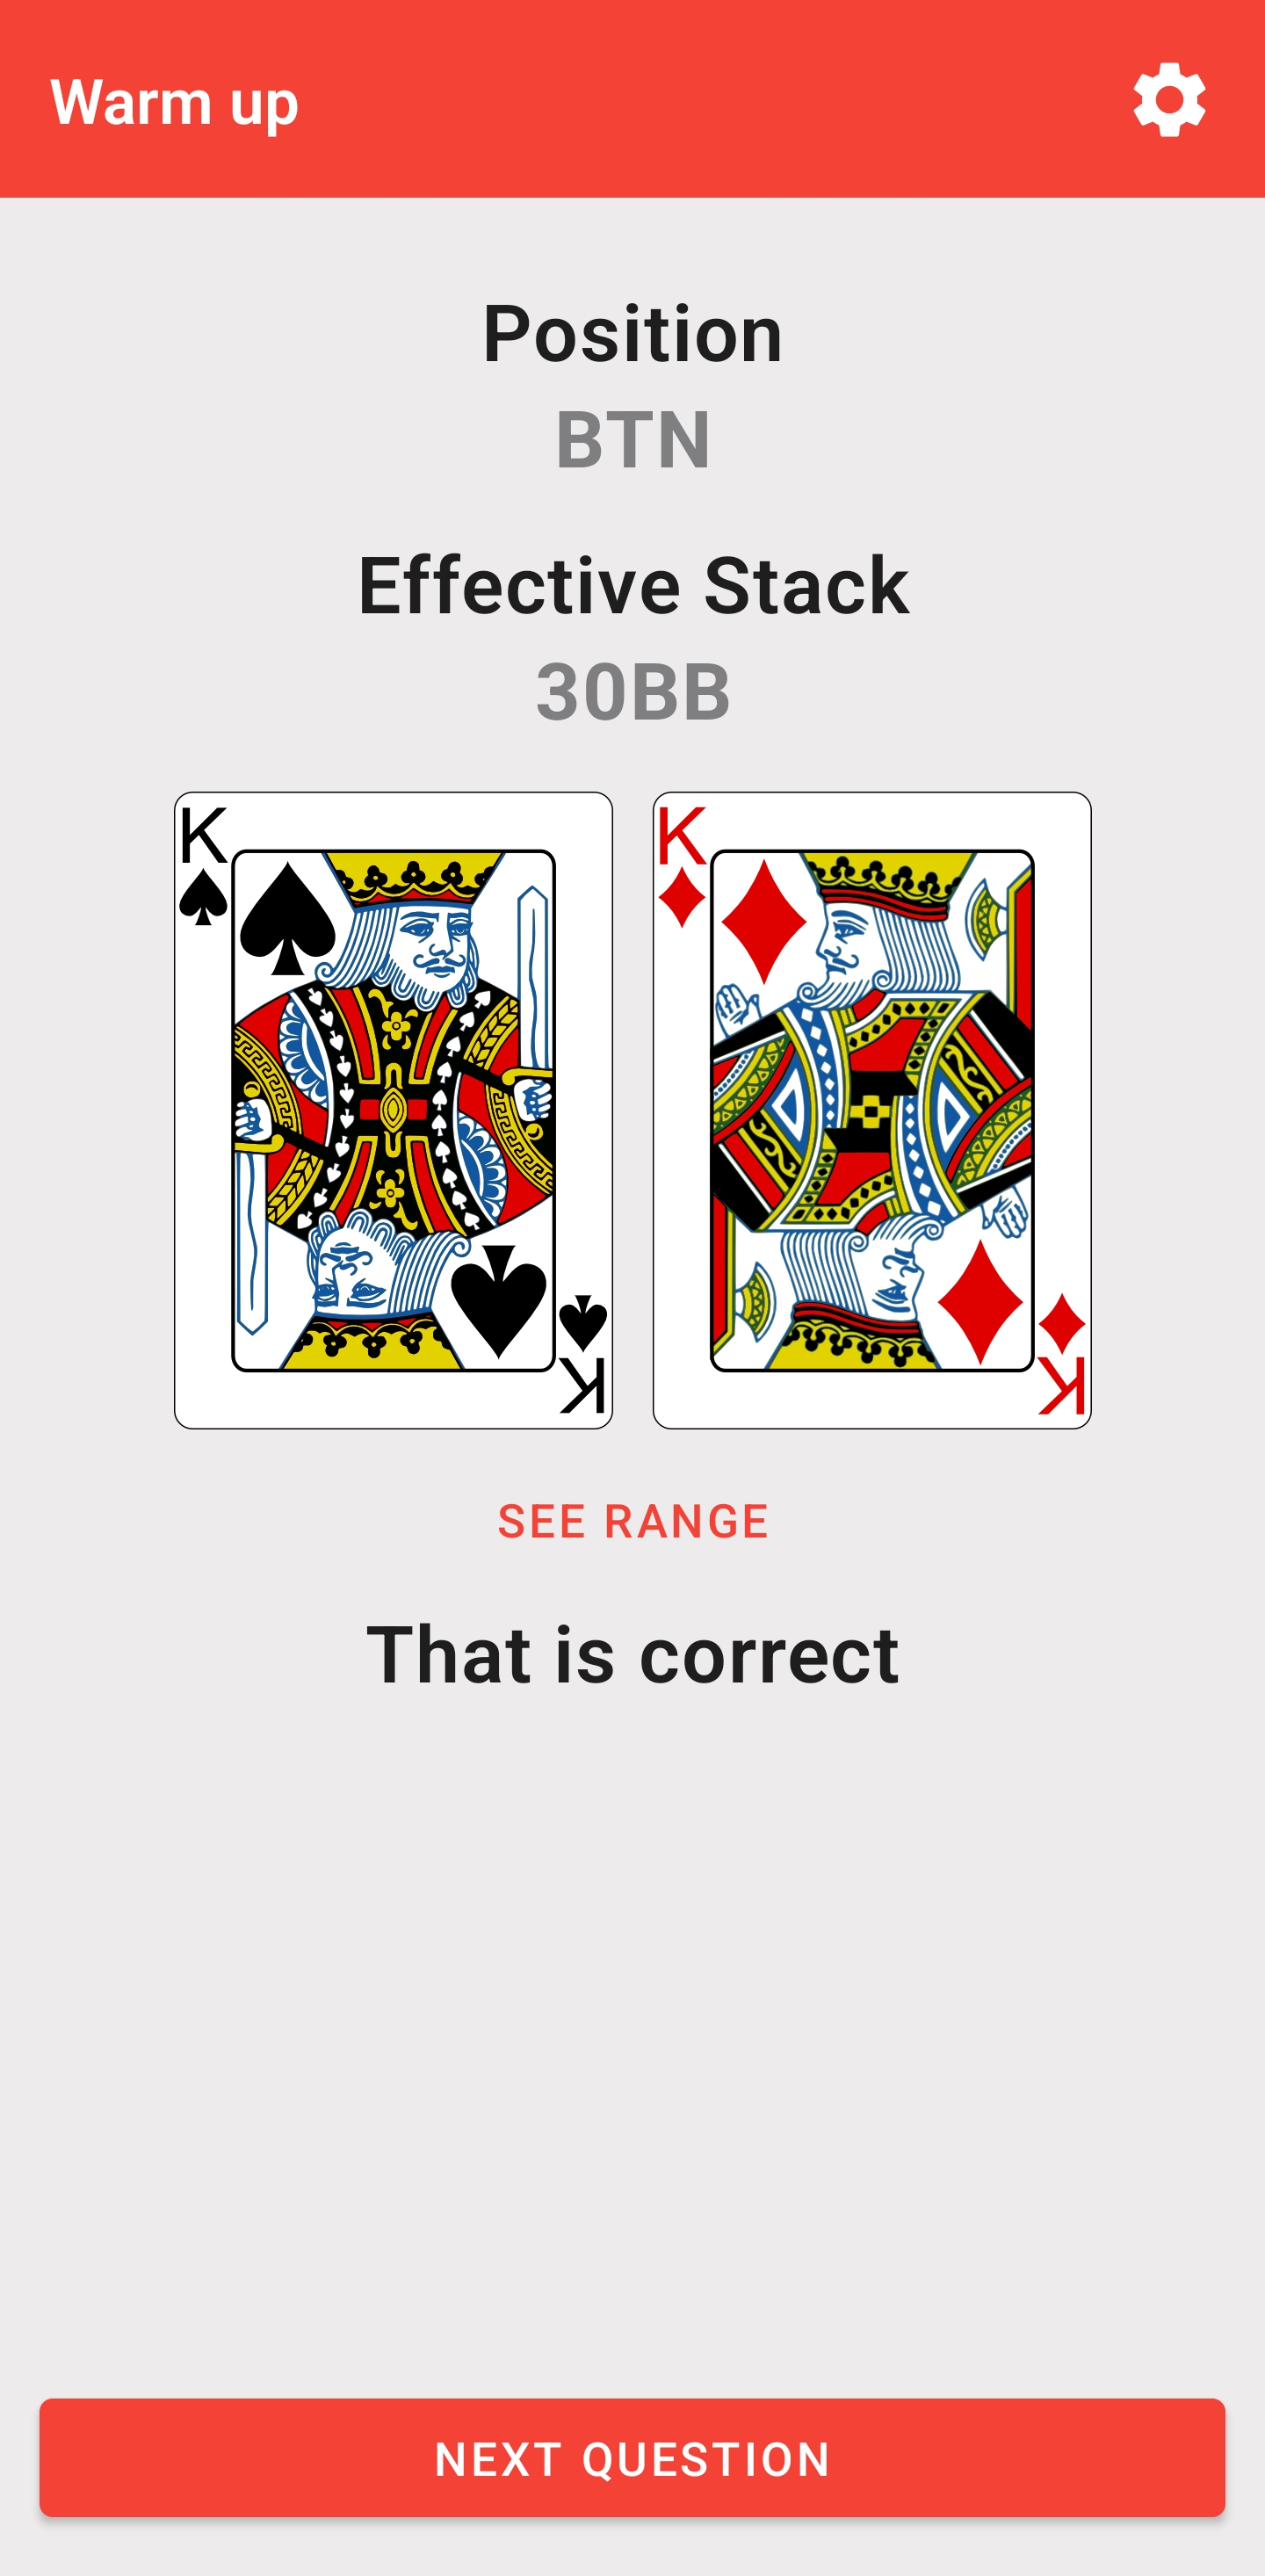 Warm up
Position
BTN
Effective Stack
30BB
K K
SEE RANGE
That is correct
NEXT QUESTION